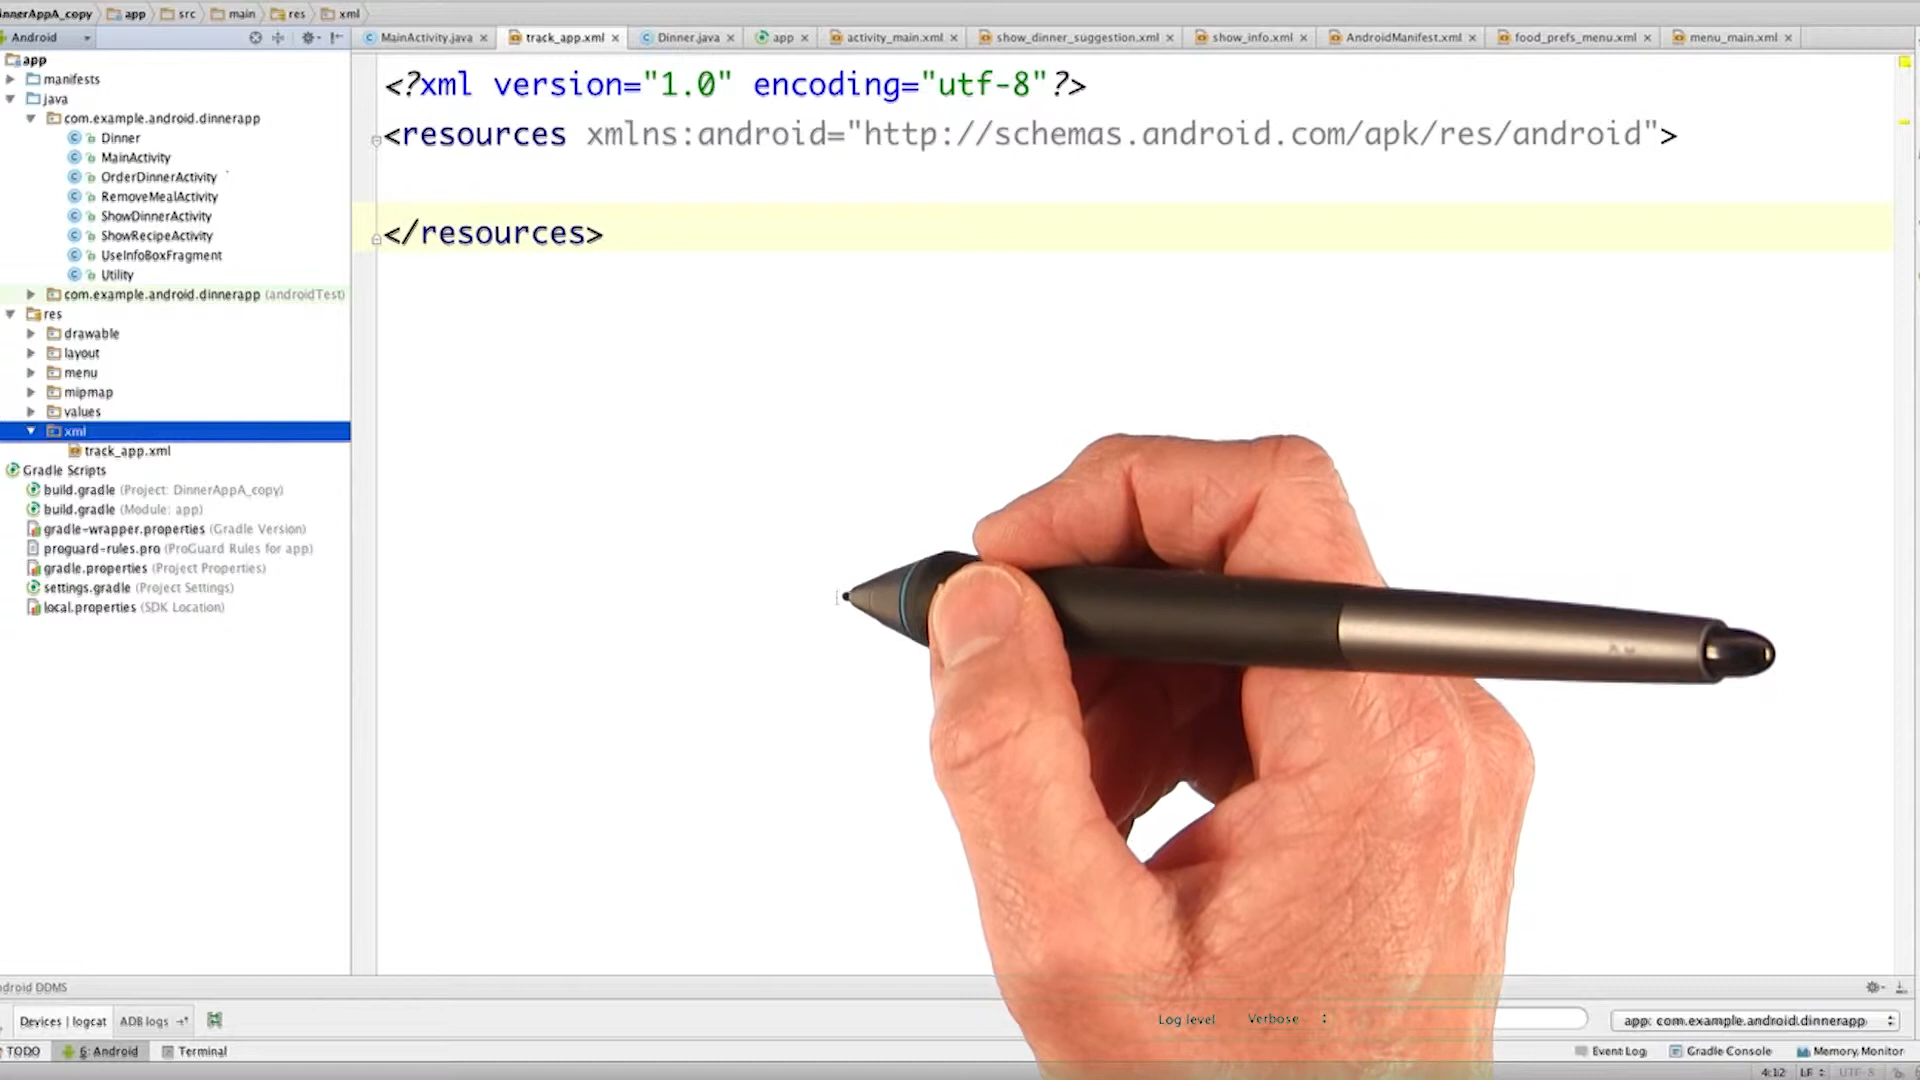 DinnerAppA_copy app src main res xml
Android
MainActivity.java track_app.xml Dinner.java app activity_main.xml show_dinner_suggestion.xml show_info.xml AndroidManifest.xml food_prefs_menu.xml menu_main.xml
app
manifests
java
com.example.android.dinnerapp
Dinner
MainActivity
OrderDinnerActivity
RemoveMealActivity
ShowDinnerActivity
ShowRecipeActivity
UseInfoBoxFragment
Utility
com.example.android.dinnerapp (androidTest)
res
drawable
layout
menu
mipmap
values
xml
track_app.xml
Gradle Scripts
build.gradle (Project: DinnerAppA_copy)
build.gradle (Module: app)
gradle-wrapper.properties (Gradle Version)
proguard-rules.pro (ProGuard Rules for app)
gradle.properties (Project Properties)
settings.gradle (Project Settings)
local.properties (SDK Location)
<?xml version="1.0" encoding="utf-8"?>
<resources xmlns:android="http://schemas.android.com/apk/res/android">
</resources>
ndroid DDMS
Devices | logcat ADB logs
Log level Verbose
app: com.example.android.dinnerapp
TODO 6: Android Terminal
Event Log Gradle Console Memory Monitor
4:12 LF UTF-8